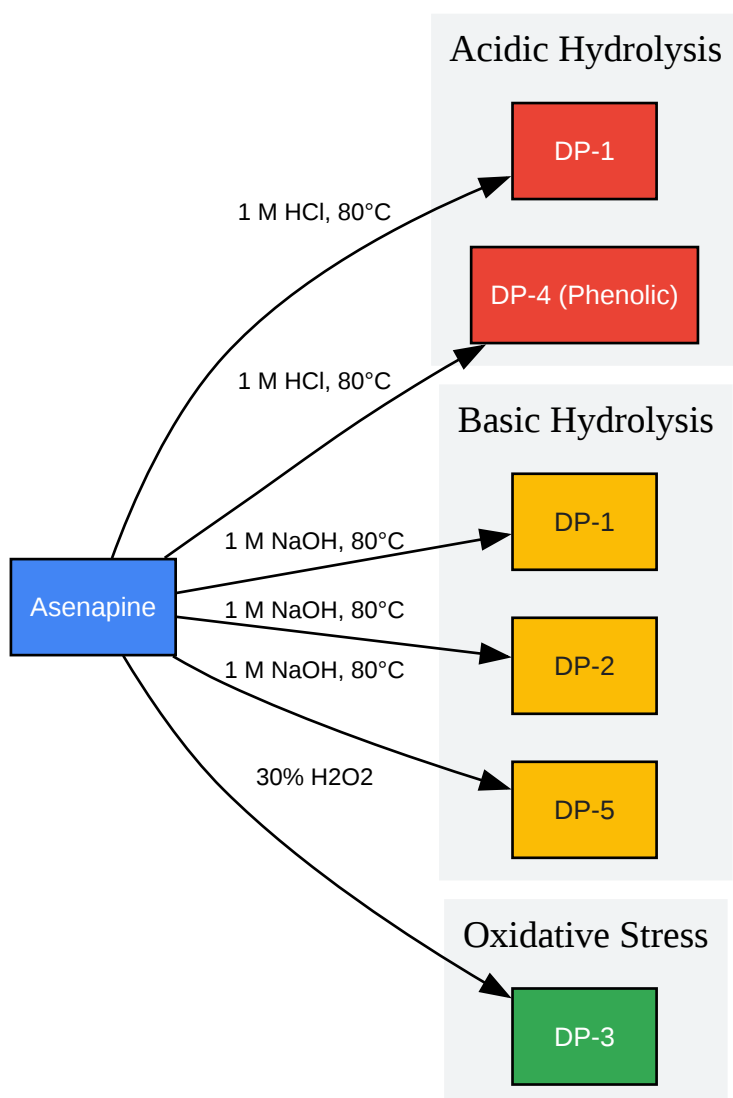 Acidic Hydrolysis
DP-1
1 M HCl, 80°C
DP-4 (Phenolic)
1 M HCl, 80°C
Basic Hydrolysis
DP-1
1 M NaOH, 80°C
Asenapine
1 M NaOH, 80°C
DP-2
1 M NaOH, 80°C
30% H2O2
DP-5
Oxidative Stress
DP-3